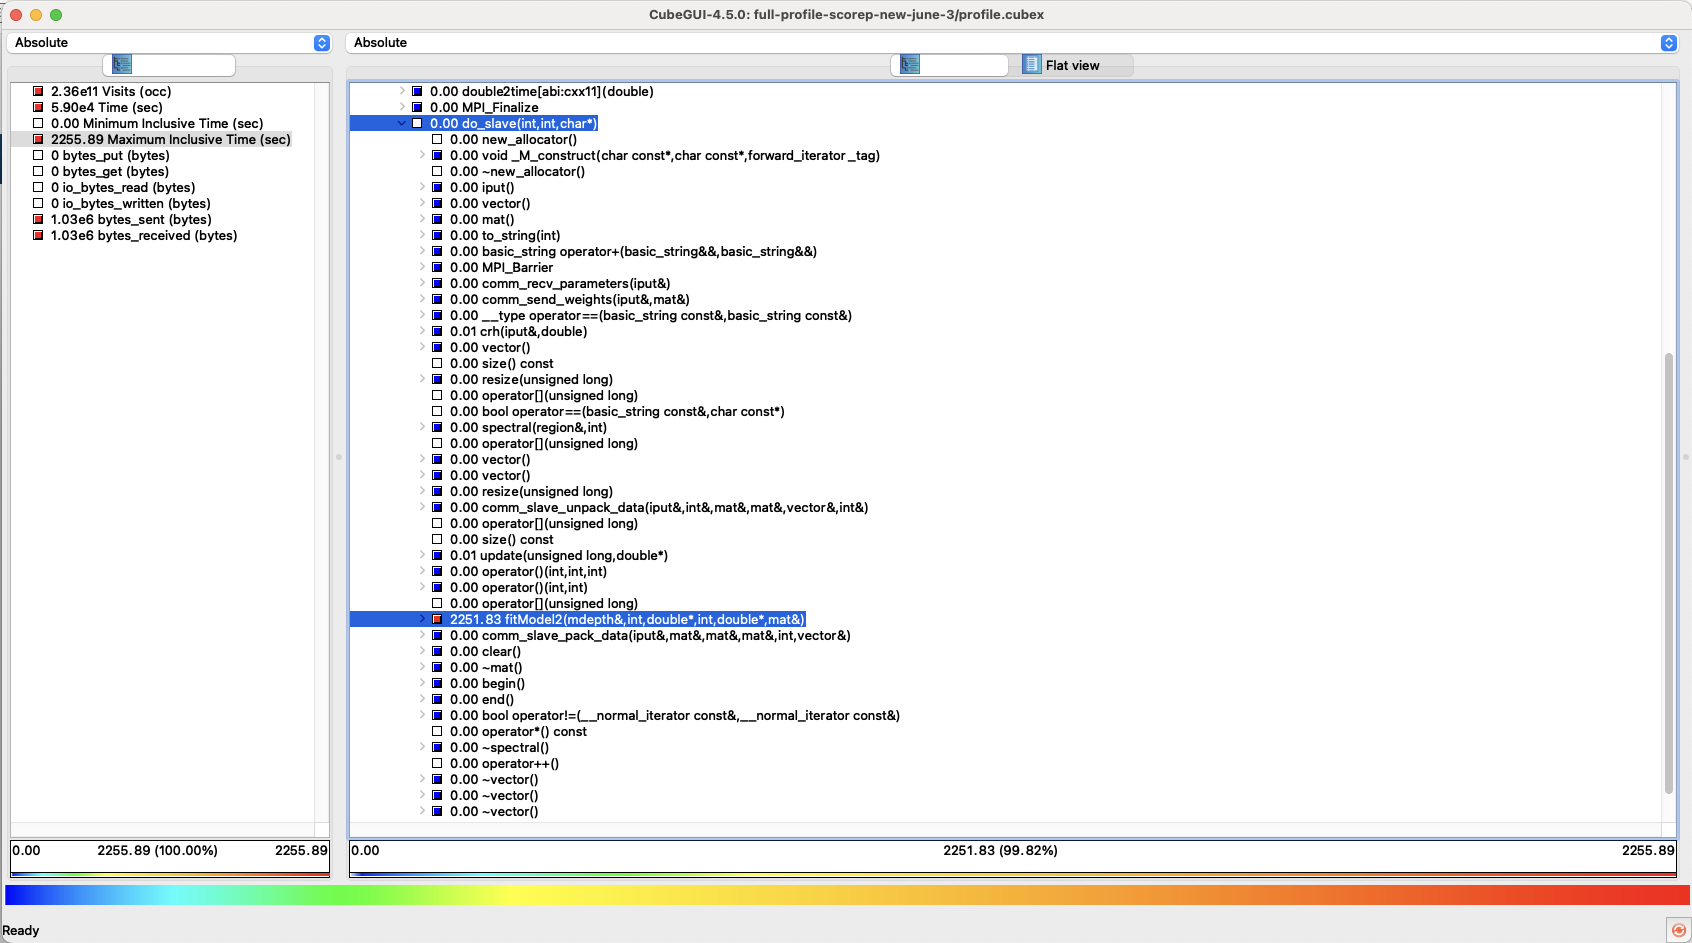 CubeGUI-4.5.0: full-profile-scorep-new-june-3/profile.cubex
Absolute
Absolute
Flat view
2.36e11 Visits (occ)
5.90e4 Time (sec)
0.00 Minimum Inclusive Time (sec)
2255.89 Maximum Inclusive Time (sec)
0 bytes_put (bytes)
0 bytes_get (bytes)
0 io_bytes_read (bytes)
0 io_bytes_written (bytes)
1.03e6 bytes_sent (bytes)
1.03e6 bytes_received (bytes)
0.00 double2time[abi:cxx11](double)
0.00 MPI_Finalize
0.00 do_slave(int,int,char*)
0.00 new_allocator()
0.00 void _M_construct(char const*,char const*,forward_iterator_tag)
0.00 ~new_allocator()
0.00 iput()
0.00 vector()
0.00 mat()
0.00 to_string(int)
0.00 basic_string operator+(basic_string&&,basic_string&&)
0.00 MPI_Barrier
0.00 comm_recv_parameters(iput&)
0.00 comm_send_weights(iput&,mat&)
0.00 __type operator==(basic_string const&,basic_string const&)
0.01 crh(iput&,double)
0.00 vector()
0.00 size() const
0.00 resize(unsigned long)
0.00 operator[](unsigned long)
0.00 bool operator==(basic_string const&,char const*)
0.00 spectral(region&,int)
0.00 operator[](unsigned long)
0.00 vector()
0.00 vector()
0.00 resize(unsigned long)
0.00 comm_slave_unpack_data(iput&,int&,mat&,mat&,vector&,int&)
0.00 operator[](unsigned long)
0.00 size() const
0.01 update(unsigned long,double*)
0.00 operator()(int,int,int)
0.00 operator()(int,int)
0.00 operator[](unsigned long)
2251.83 fitModel2(mdepth&,int,double*,int,double*,mat&)
0.00 comm_slave_pack_data(iput&,mat&,mat&,mat&,int,vector&)
0.00 clear()
0.00 ~mat()
0.00 begin()
0.00 end()
0.00 bool operator!=(__normal_iterator const&,__normal_iterator const&)
0.00 operator*() const
0.00 ~spectral()
0.00 operator++()
0.00 ~vector()
0.00 ~vector()
0.00 ~vector()
0.00 2255.89 (100.00%) 2255.89
0.00 2251.83 (99.82%) 2255.89
Ready